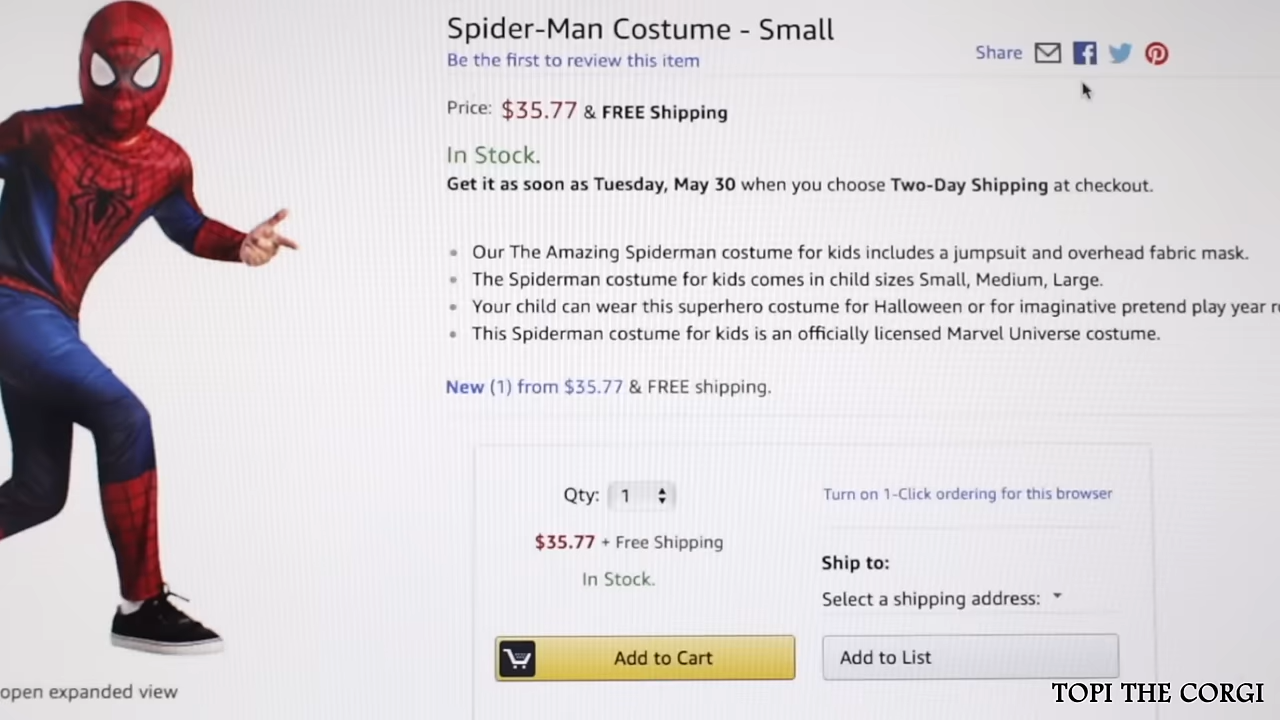 Spider-Man Costume - Small
Be the first to review this item
Share
Price: $35.77 & FREE Shipping
In Stock.
Get it as soon as Tuesday, May 30 when you choose Two-Day Shipping at checkout.
Our The Amazing Spiderman costume for kids includes a jumpsuit and overhead fabric mask.
The Spiderman costume for kids comes in child sizes Small, Medium, Large.
Your child can wear this superhero costume for Halloween or for imaginative pretend play year
This Spiderman costume for kids is an officially licensed Marvel Universe costume.
New (1) from $35.77 & FREE shipping.
Qty: 1
Turn on 1-Click ordering for this browser
$35.77 + Free Shipping
In Stock.
Ship to:
Select a shipping address:
Add to Cart
Add to List
open expanded view
TOPI THE CORGI